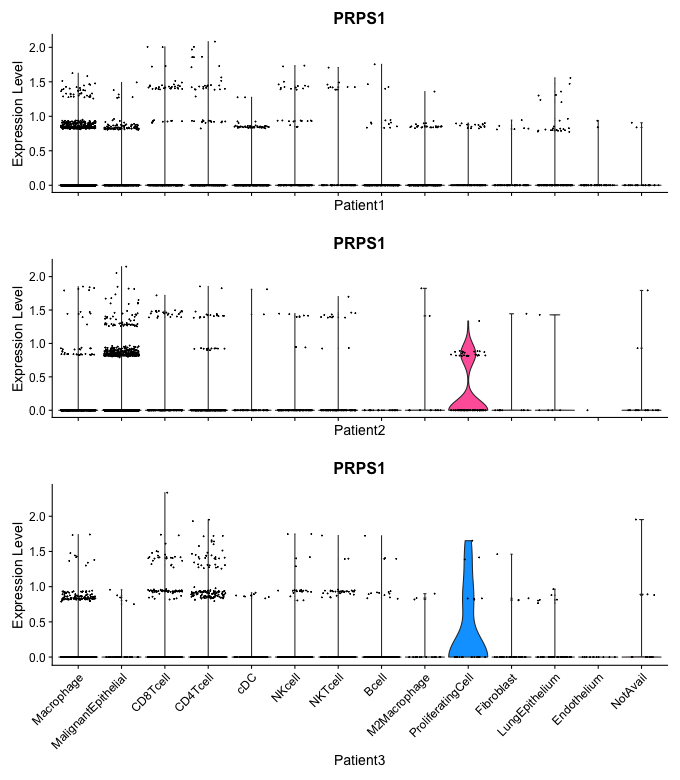 PRPS1
Expression Level
2.0
1.5
1.0
0.5
0.0
Patient1
PRPS1
Expression Level
2.0
1.5
1.0
0.5
0.0
Patient2
PRPS1
Expression Level
2.0
1.5
1.0
0.5
0.0
Macrophage
MalignantEpithelial
CD8Tcell
CD4Tcell
cDC
NKcell
NKTcell
Bcell
M2Macrophage
ProliferatingCell
Fibroblast
LungEpithelium
Endothelium
NotAvail
Patient3